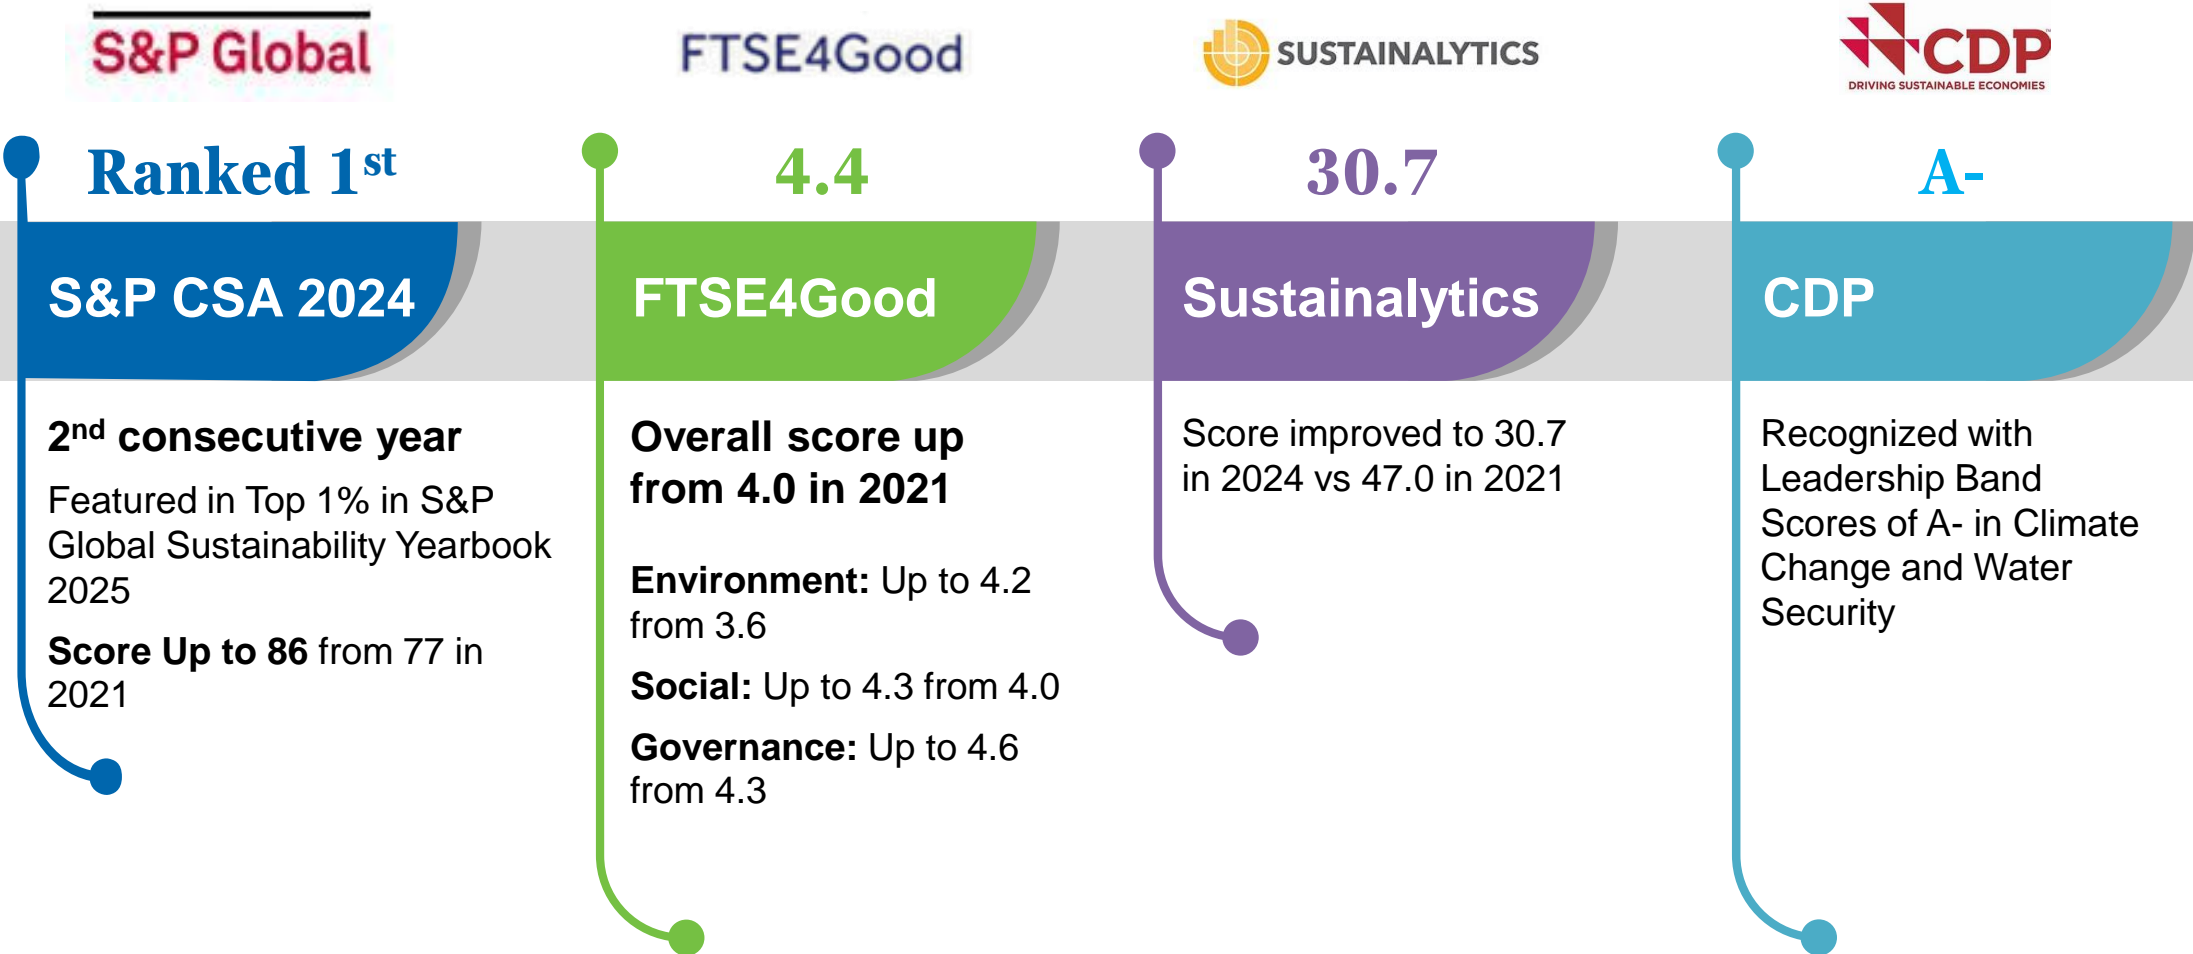 S&P Global
FTSE4Good
SUSTAINALYTICS
CDP
DRIVING SUSTAINABLE ECONOMIES
Ranked 1st
S&P CSA 2024
2nd consecutive year
Featured in Top 1% in S&P
Global Sustainability Yearbook
2025
Score Up to 86 from 77 in
2021
4.4
FTSE4Good
Overall score up
from 4.0 in 2021
Environment: Up to 4.2
from 3.6
Social: Up to 4.3 from 4.0
Governance: Up to 4.6
from 4.3
30.7
Sustainalytics
Score improved to 30.7
in 2024 vs 47.0 in 2021
A-
CDP
Recognized with
Leadership Band
Scores of A- in Climate
Change and Water
Security